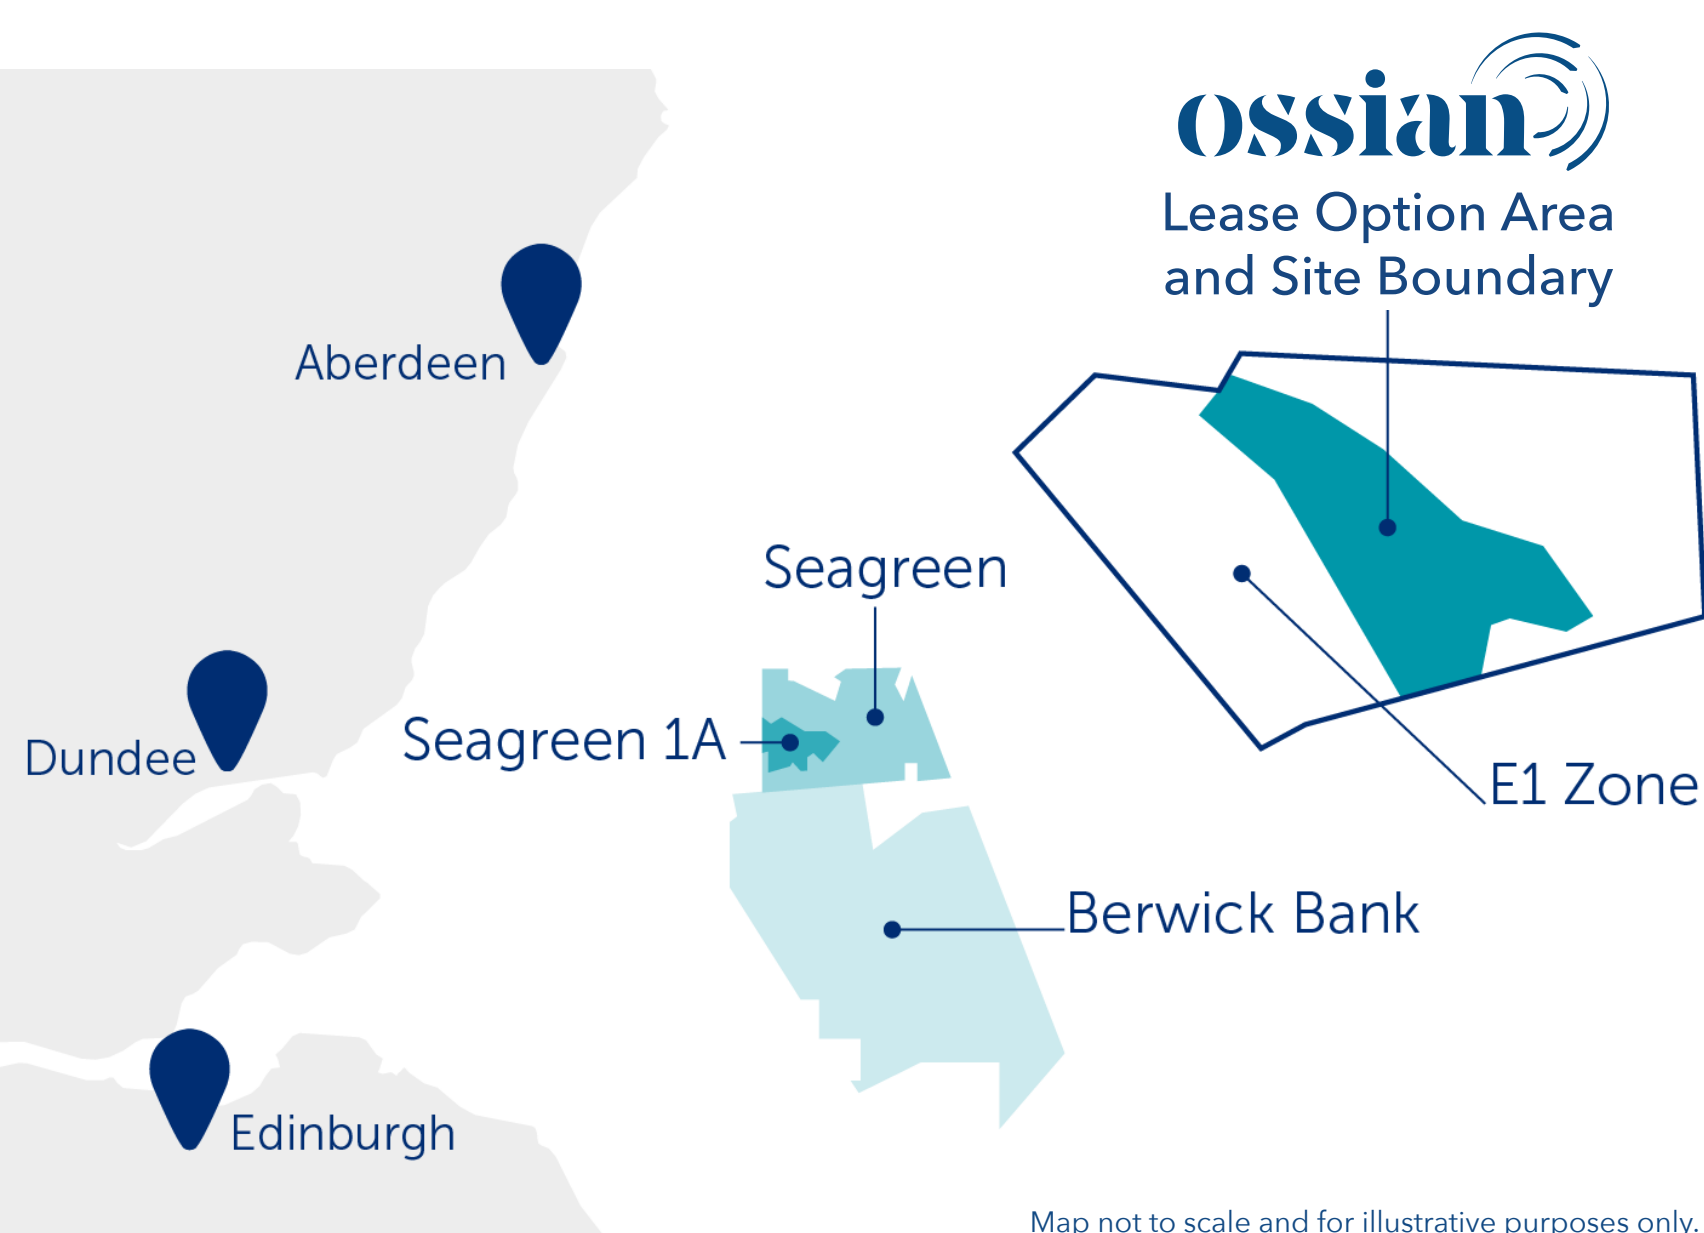 ossian
Lease Option Area
and Site Boundary
Aberdeen
Seagreen
Seagreen 1A
Dundee
E1 Zone
Berwick Bank
Edinburgh
Map not to scale and for illustrative purposes only.